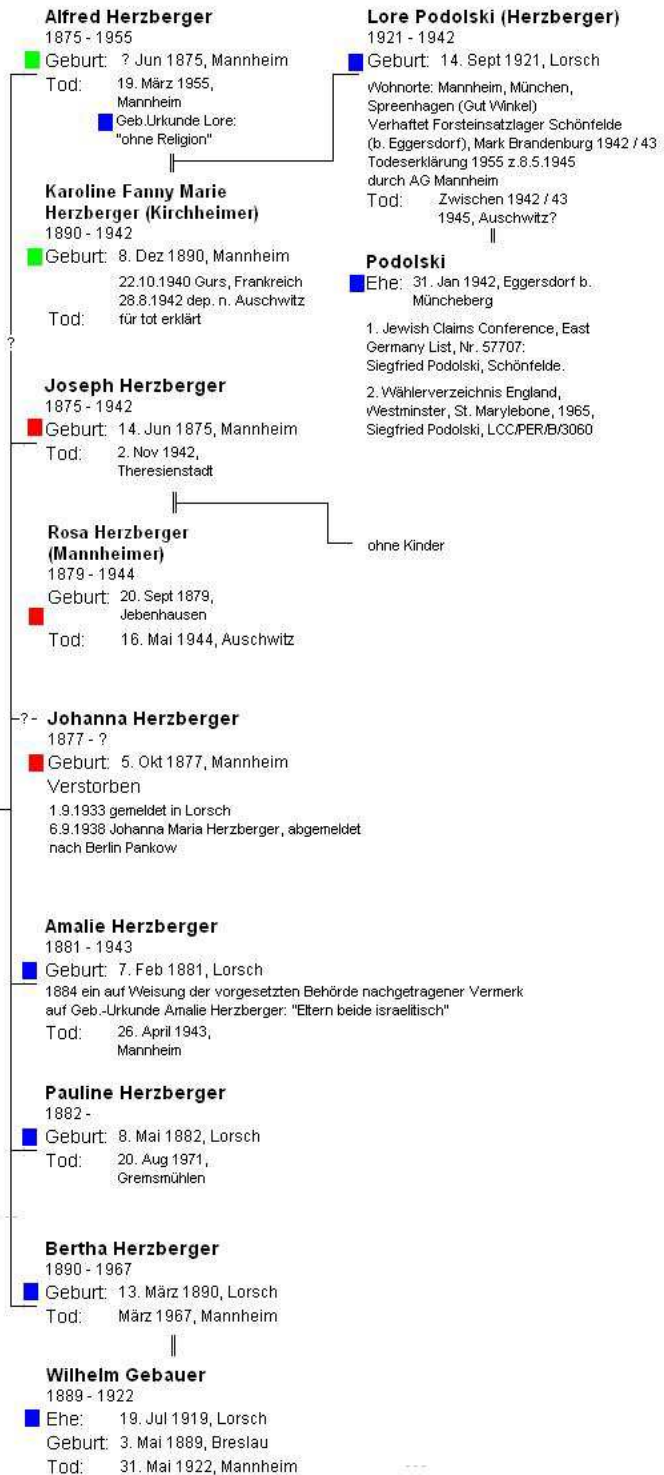 Alfred Herzberger
1875 - 1955
Geburt: ? Jun 1875, Mannheim
Tod: 19. März 1955,
Mannheim
Geb.Urkunde Lore:
"ohne Religion"
Karoline Fanny Marie
Herzberger (Kirchheimer)
1890 - 1942
Geburt: 8. Dez 1890, Mannheim
22.10.1940 Gurs, Frankreich
28.8.1942 dep. n. Auschwitz
Tod: für tot erklärt
?
Lore Podolski (Herzberger)
1921 - 1942
Geburt: 14. Sept 1921, Lorsch
Wohnorte: Mannheim, München,
Spreenhagen (Gut Winkel)
Verhaftet Forsteinsatzlager Schönfelde
(b. Eggersdorf), Mark Brandenburg 1942 / 43
Todeserklärung 1955 z.8.5.1945
durch AG Mannheim
Tod: Zwischen 1942 / 43
1945, Auschwitz?
Podolski
Ehe: 31. Jan 1942, Eggersdorf b.
Müncheberg
1. Jewish Claims Conference, East
Germany List, Nr. 57707:
Siegfried Podolski, Schönfelde.
2. Wählerverzeichnis England,
Westminster, St. Marylebone, 1965,
Siegfried Podolski, LCC/PER/B/3060
Joseph Herzberger
1875 - 1942
Geburt: 14. Jun 1875, Mannheim
Tod: 2. Nov 1942,
Theresienstadt
Rosa Herzberger
(Mannheimer)
1879 - 1944
Geburt: 20. Sept 1879,
Jebenhausen
Tod: 16. Mai 1944, Auschwitz
ohne Kinder
-?- Johanna Herzberger
1877 - ?
Geburt: 5. Okt 1877, Mannheim
Verstorben
1.9.1933 gemeldet in Lorsch
6.9.1938 Johanna Maria Herzberger, abgemeldet
nach Berlin Pankow
Amalie Herzberger
1881 - 1943
Geburt: 7. Feb 1881, Lorsch
1884 ein auf Weisung der vorgesetzten Behörde nachgetragener Vermerk
auf Geb.-Urkunde Amalie Herzberger: "Eltern beide israelitisch"
Tod: 26. April 1943,
Mannheim
Pauline Herzberger
1882 -
Geburt: 8. Mai 1882, Lorsch
Tod: 20. Aug 1971,
Gremsmühlen
Bertha Herzberger
1890 - 1967
Geburt: 13. März 1890, Lorsch
Tod: März 1967, Mannheim
Wilhelm Gebauer
1889 - 1922
Ehe: 19. Jul 1919, Lorsch
Geburt: 3. Mai 1889, Breslau
Tod: 31. Mai 1922, Mannheim